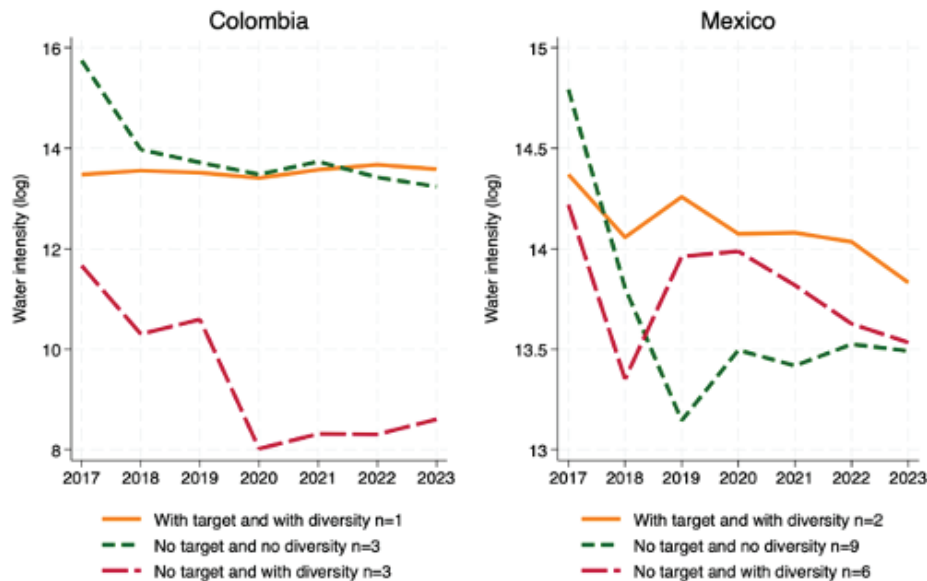 Colombia
Mexico
Water intensity (log)
16
14
12
10
8
2017 2018 2019 2020 2021 2022 2023
With target and with diversity n=1
No target and no diversity n=3
No target and with diversity n=3
Water intensity (log)
15
14.5
14
13.5
13
2017 2018 2019 2020 2021 2022 2023
With target and with diversity n=2
No target and no diversity n=9
No target and with diversity n=6